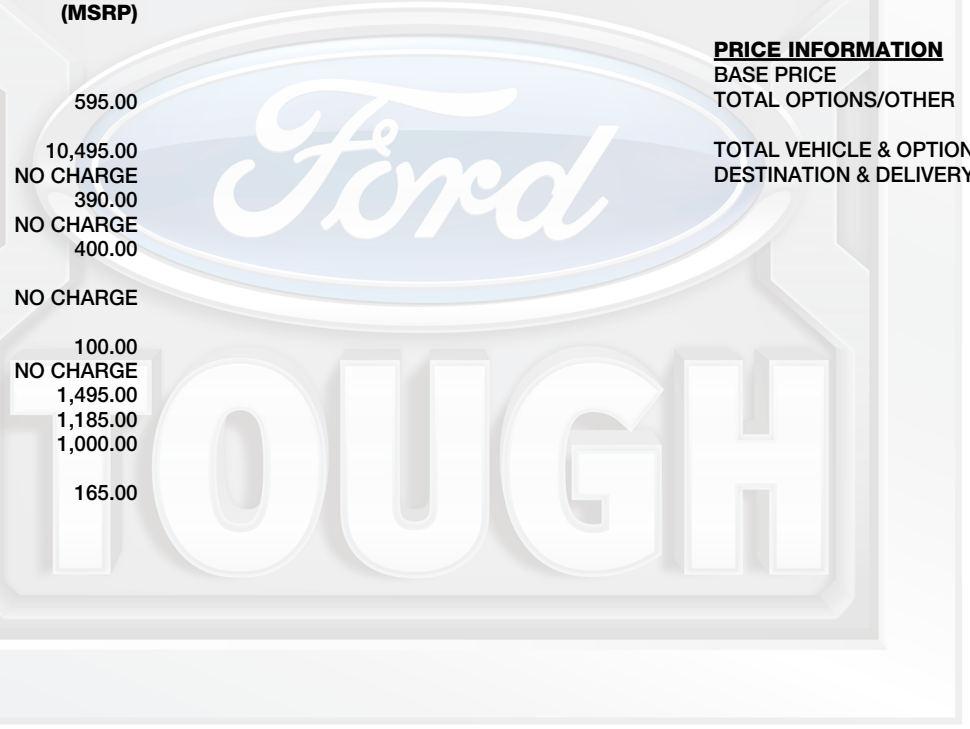 (MSRP)
595.00
10,495.00
NO CHARGE
390.00
NO CHARGE
400.00
NO CHARGE
100.00
NO CHARGE
1,495.00
1,185.00
1,000.00
165.00
PRICE INFORMATION
BASE PRICE
TOTAL OPTIONS/OTHER
TOTAL VEHICLE & OPTION
DESTINATION & DELIVERY
Ford
TOUGH